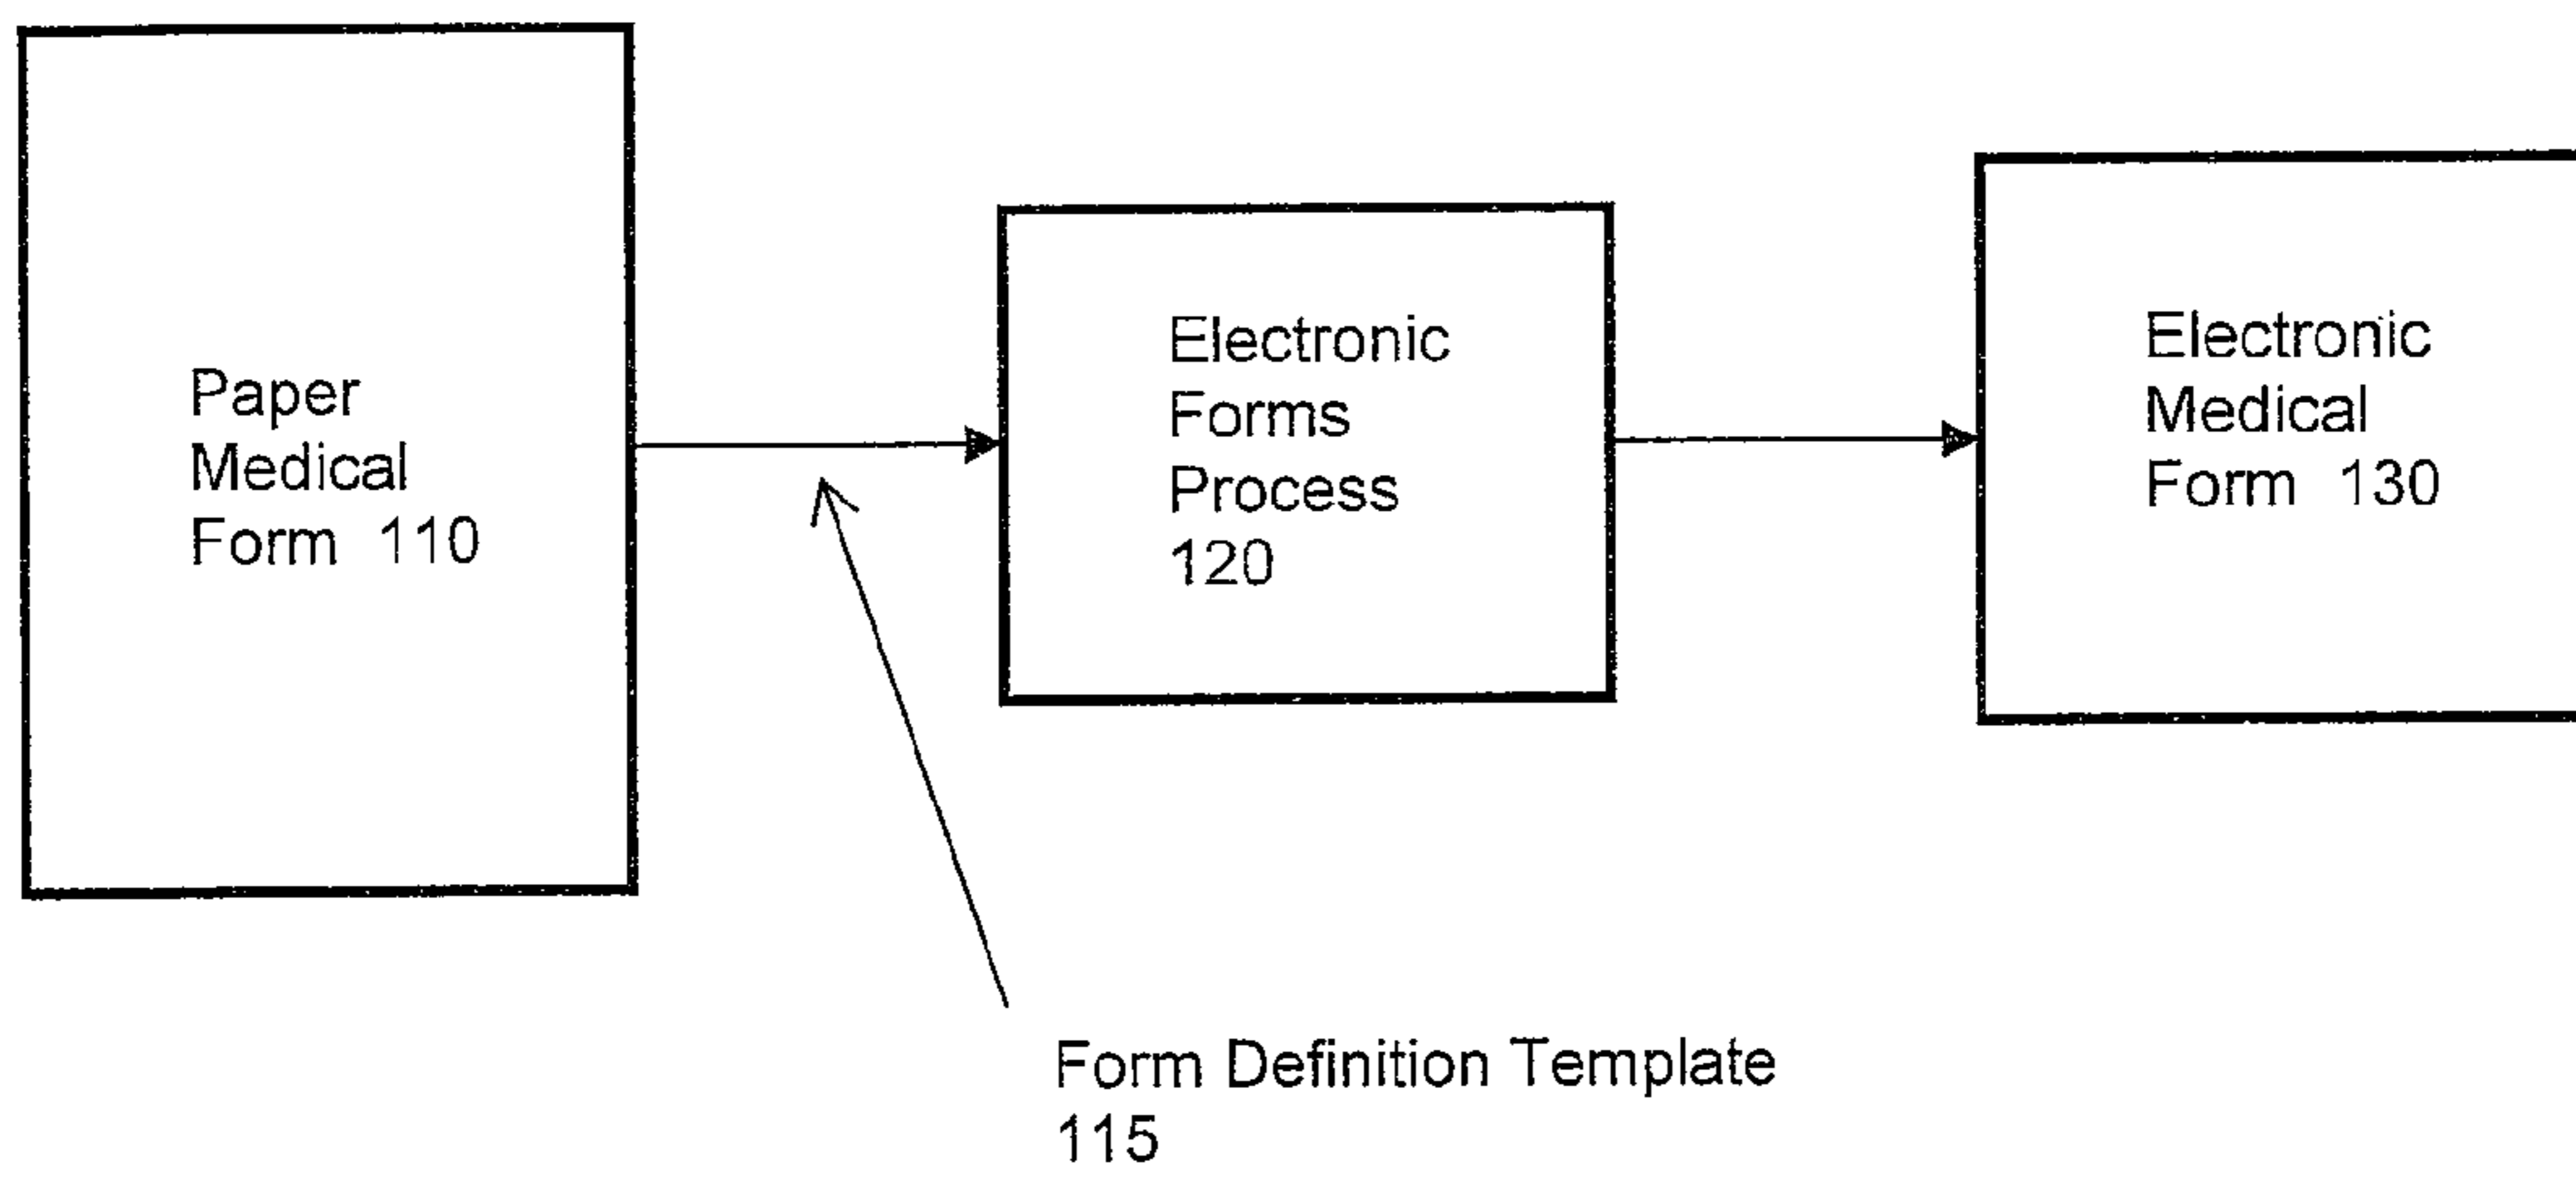 Paper
Medical
Form 110
Electronic
Forms
Process
120
Electronic
Medical
Form 130
Form Definition Template
115